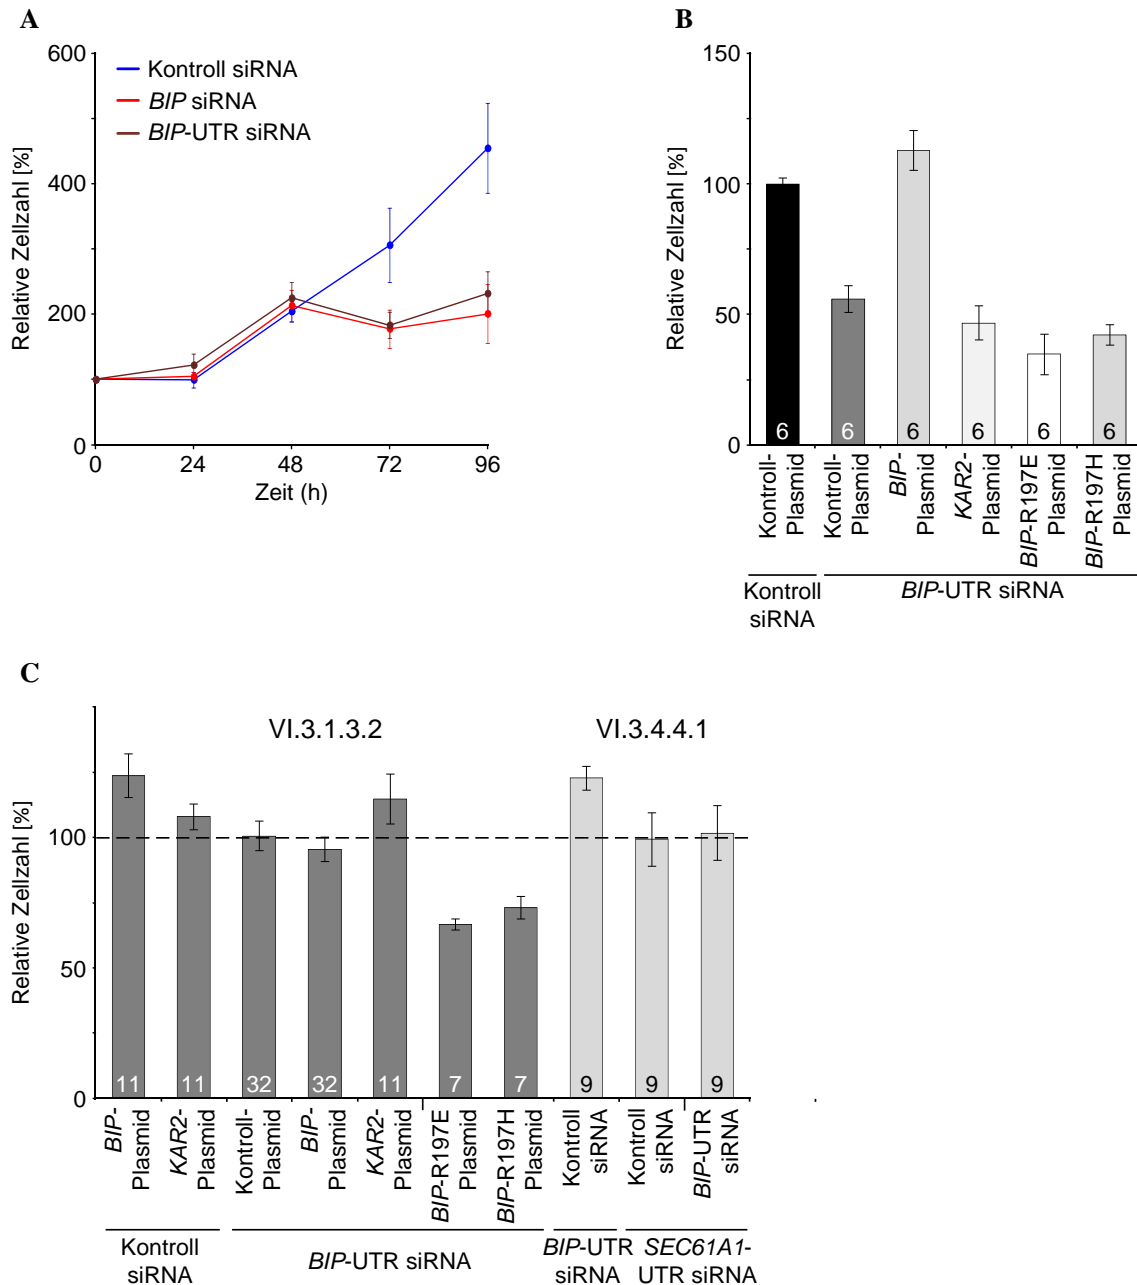 A
600
400
200
0
Relative Zellzahl [%]
Kontroll siRNA
BIP siRNA
BIP-UTR siRNA
0 24 48 72 96
Zeit (h)
B
150
100
50
0
Relative Zellzahl [%]
6 6 6 6 6 6
Kontroll-
Plasmid
Kontroll-
Plasmid
BIP-
Plasmid
KAR2-
Plasmid
BIP-R197E
Plasmid
BIP-R197H
Plasmid
Kontroll
siRNA
BIP-UTR siRNA
C
VI.3.1.3.2
VI.3.4.4.1
100
50
0
Relative Zellzahl [%]
11 11 32 32 11 7 7 9 9 9
BIP-
Plasmid
KAR2-
Plasmid
Kontroll-
Plasmid
BIP-
Plasmid
KAR2-
Plasmid
BIP-R197E
Plasmid
BIP-R197H
Plasmid
Kontroll
siRNA
Kontroll
siRNA
BIP-UTR
siRNA
Kontroll
siRNA
BIP-UTR siRNA
BIP-UTR
siRNA
SEC61A1-
UTR siRNA